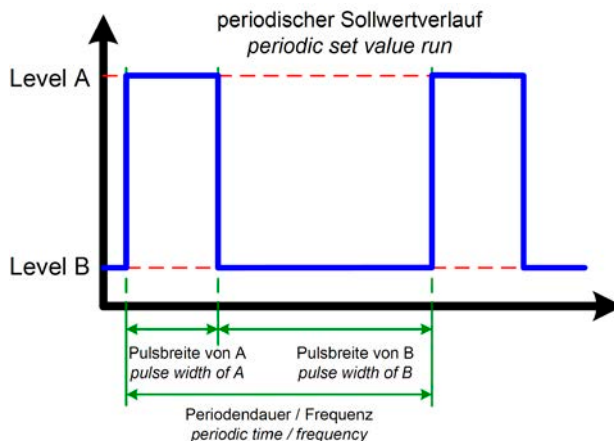 periodischer Sollwertverlauf
periodic set value run
Level A
Level B
Pulsbreite von A
pulse width of A
Pulsbreite von B
pulse width of B
Periodendauer / Frequenz
periodic time / frequency